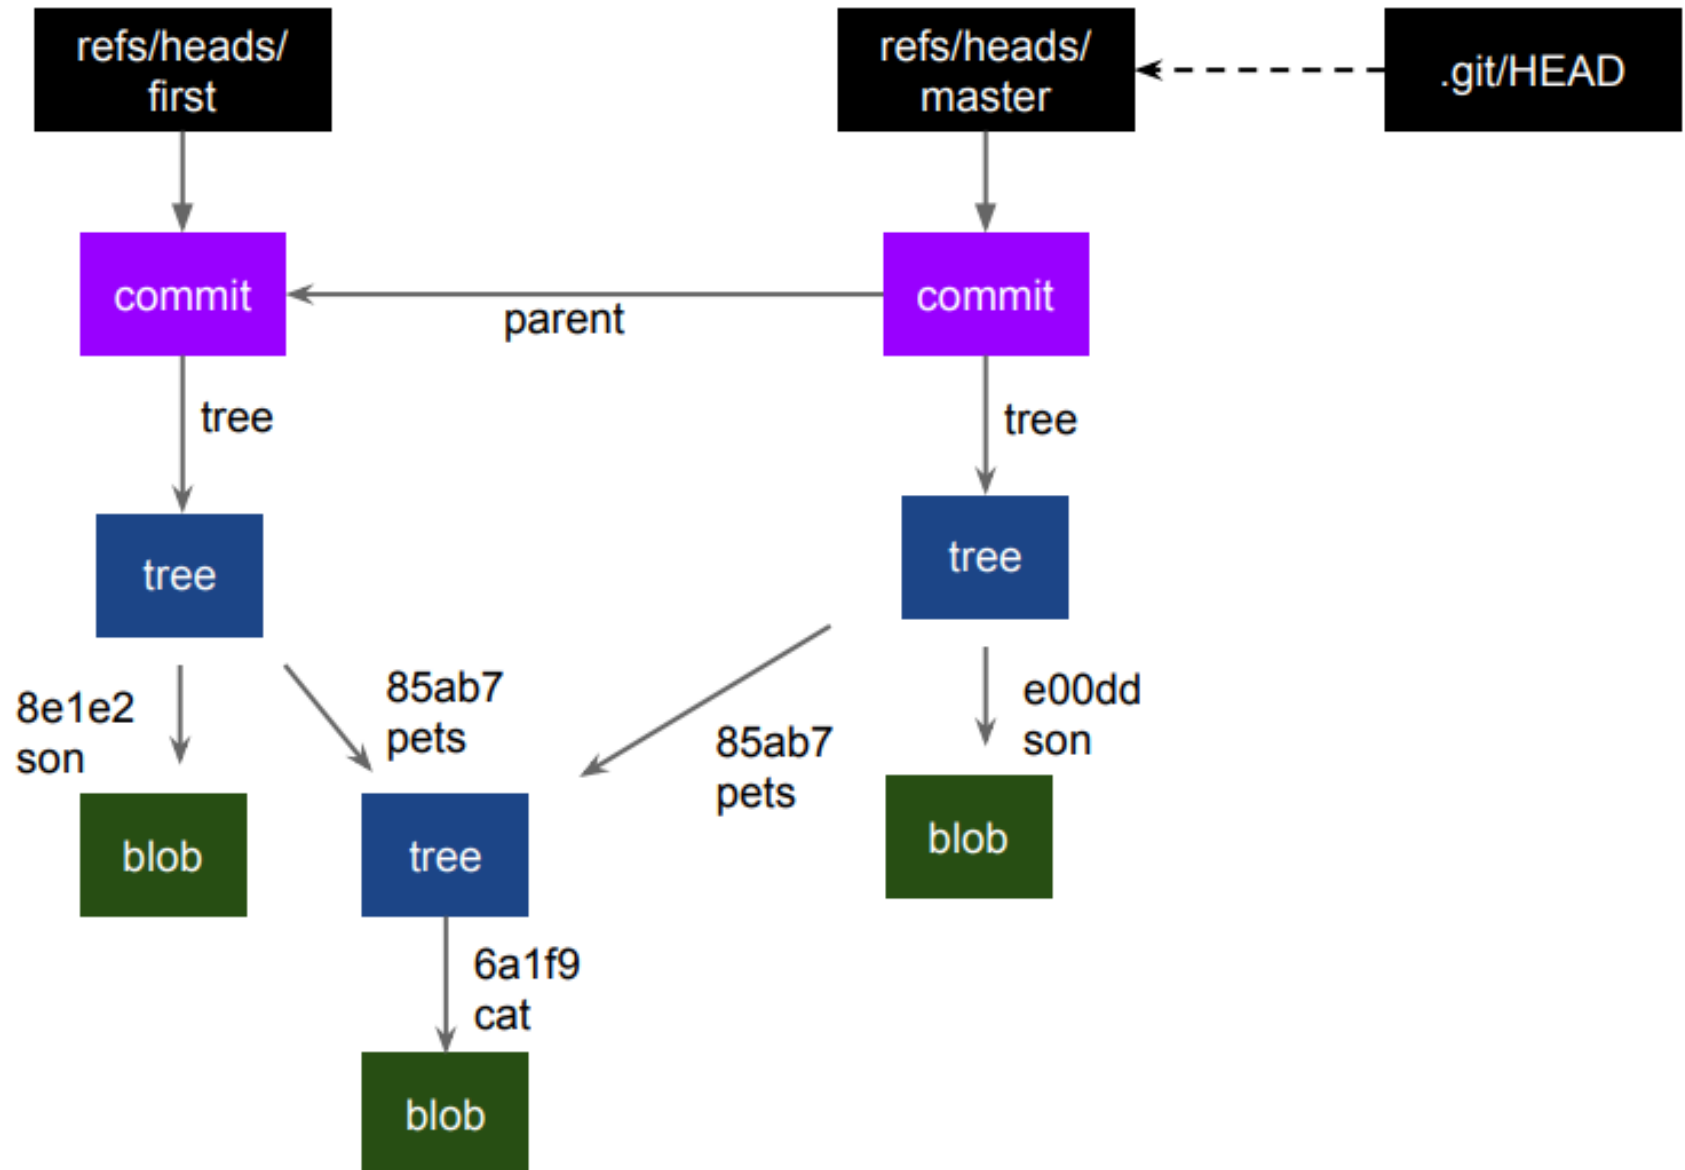 refs/heads/
first
refs/heads/
master
.git/HEAD
commit
parent
commit
tree
tree
tree
tree
8e1e2
son
85ab7
pets
85ab7
pets
e00dd
son
blob
tree
blob
6a1f9
cat
blob